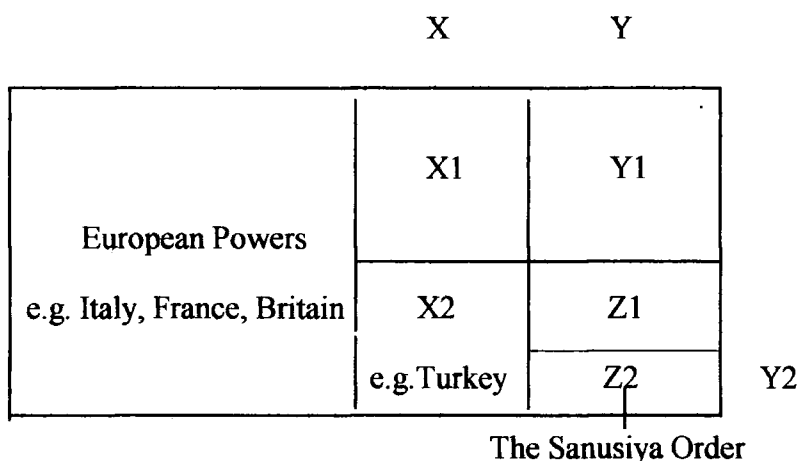 X Y
X1 Y1
European Powers
e.g. Italy, France, Britain X2 Z1
e.g.Turkey Z2 Y2
The Sanusiya Order